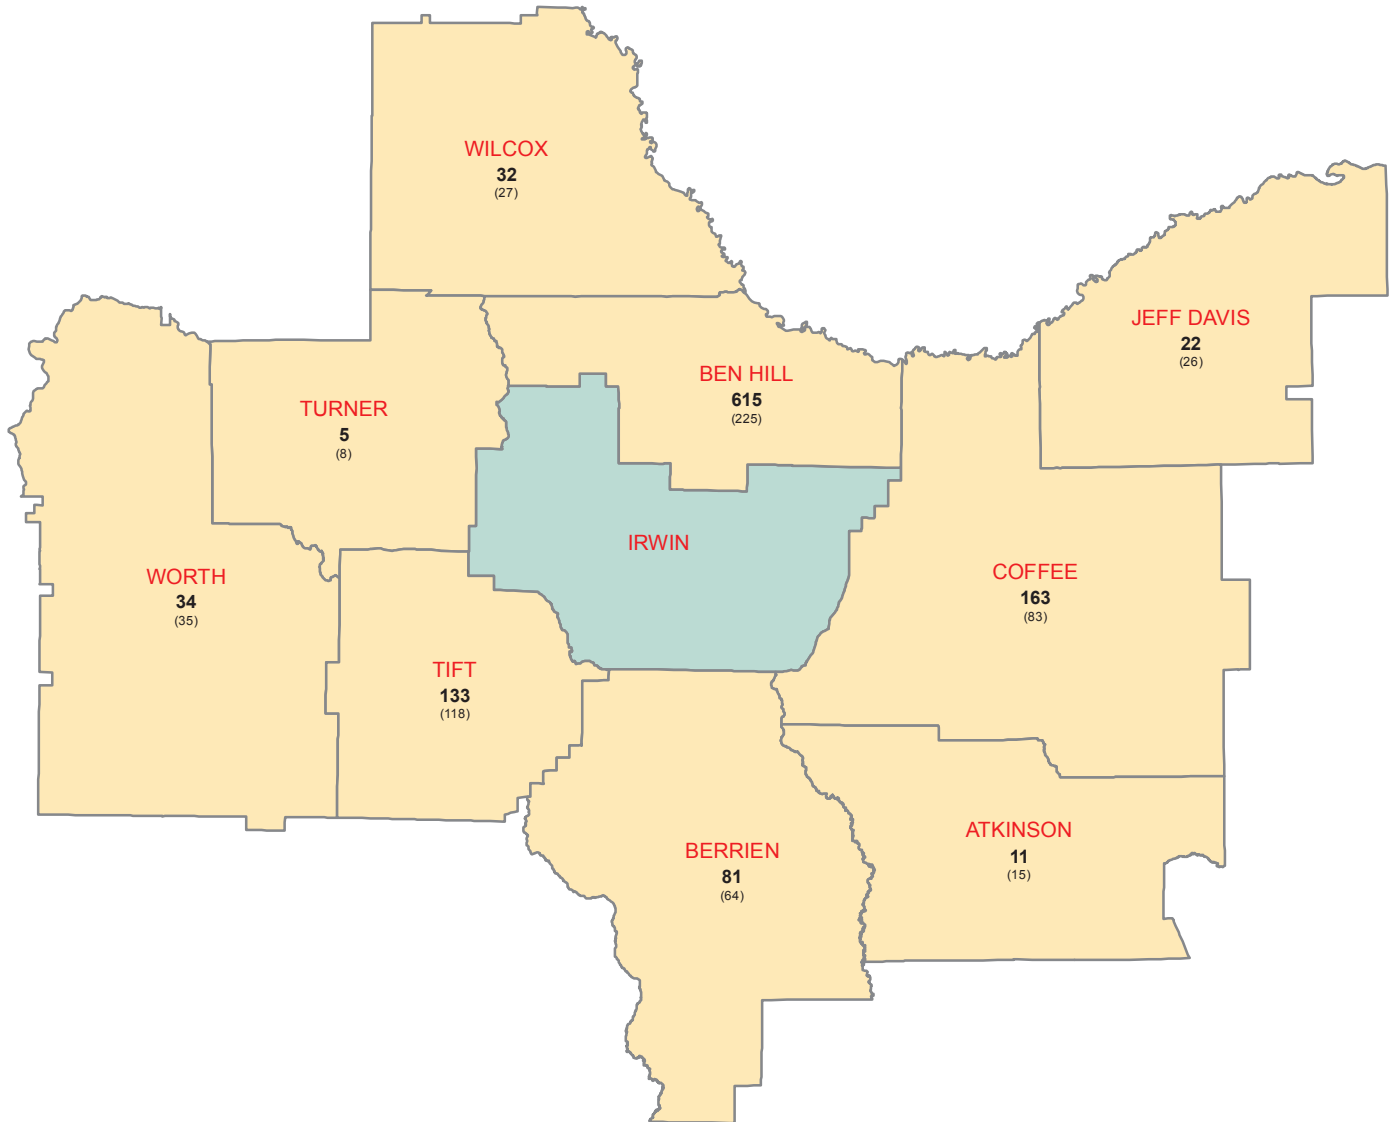 WILCOX
32
(27)
JEFF DAVIS
22
(26)
BEN HILL
615
(225)
TURNER
5
(8)
IRWIN
WORTH
34
(35)
COFFEE
163
(83)
TIFT
133
(118)
BERRIEN
81
(64)
ATKINSON
11
(15)